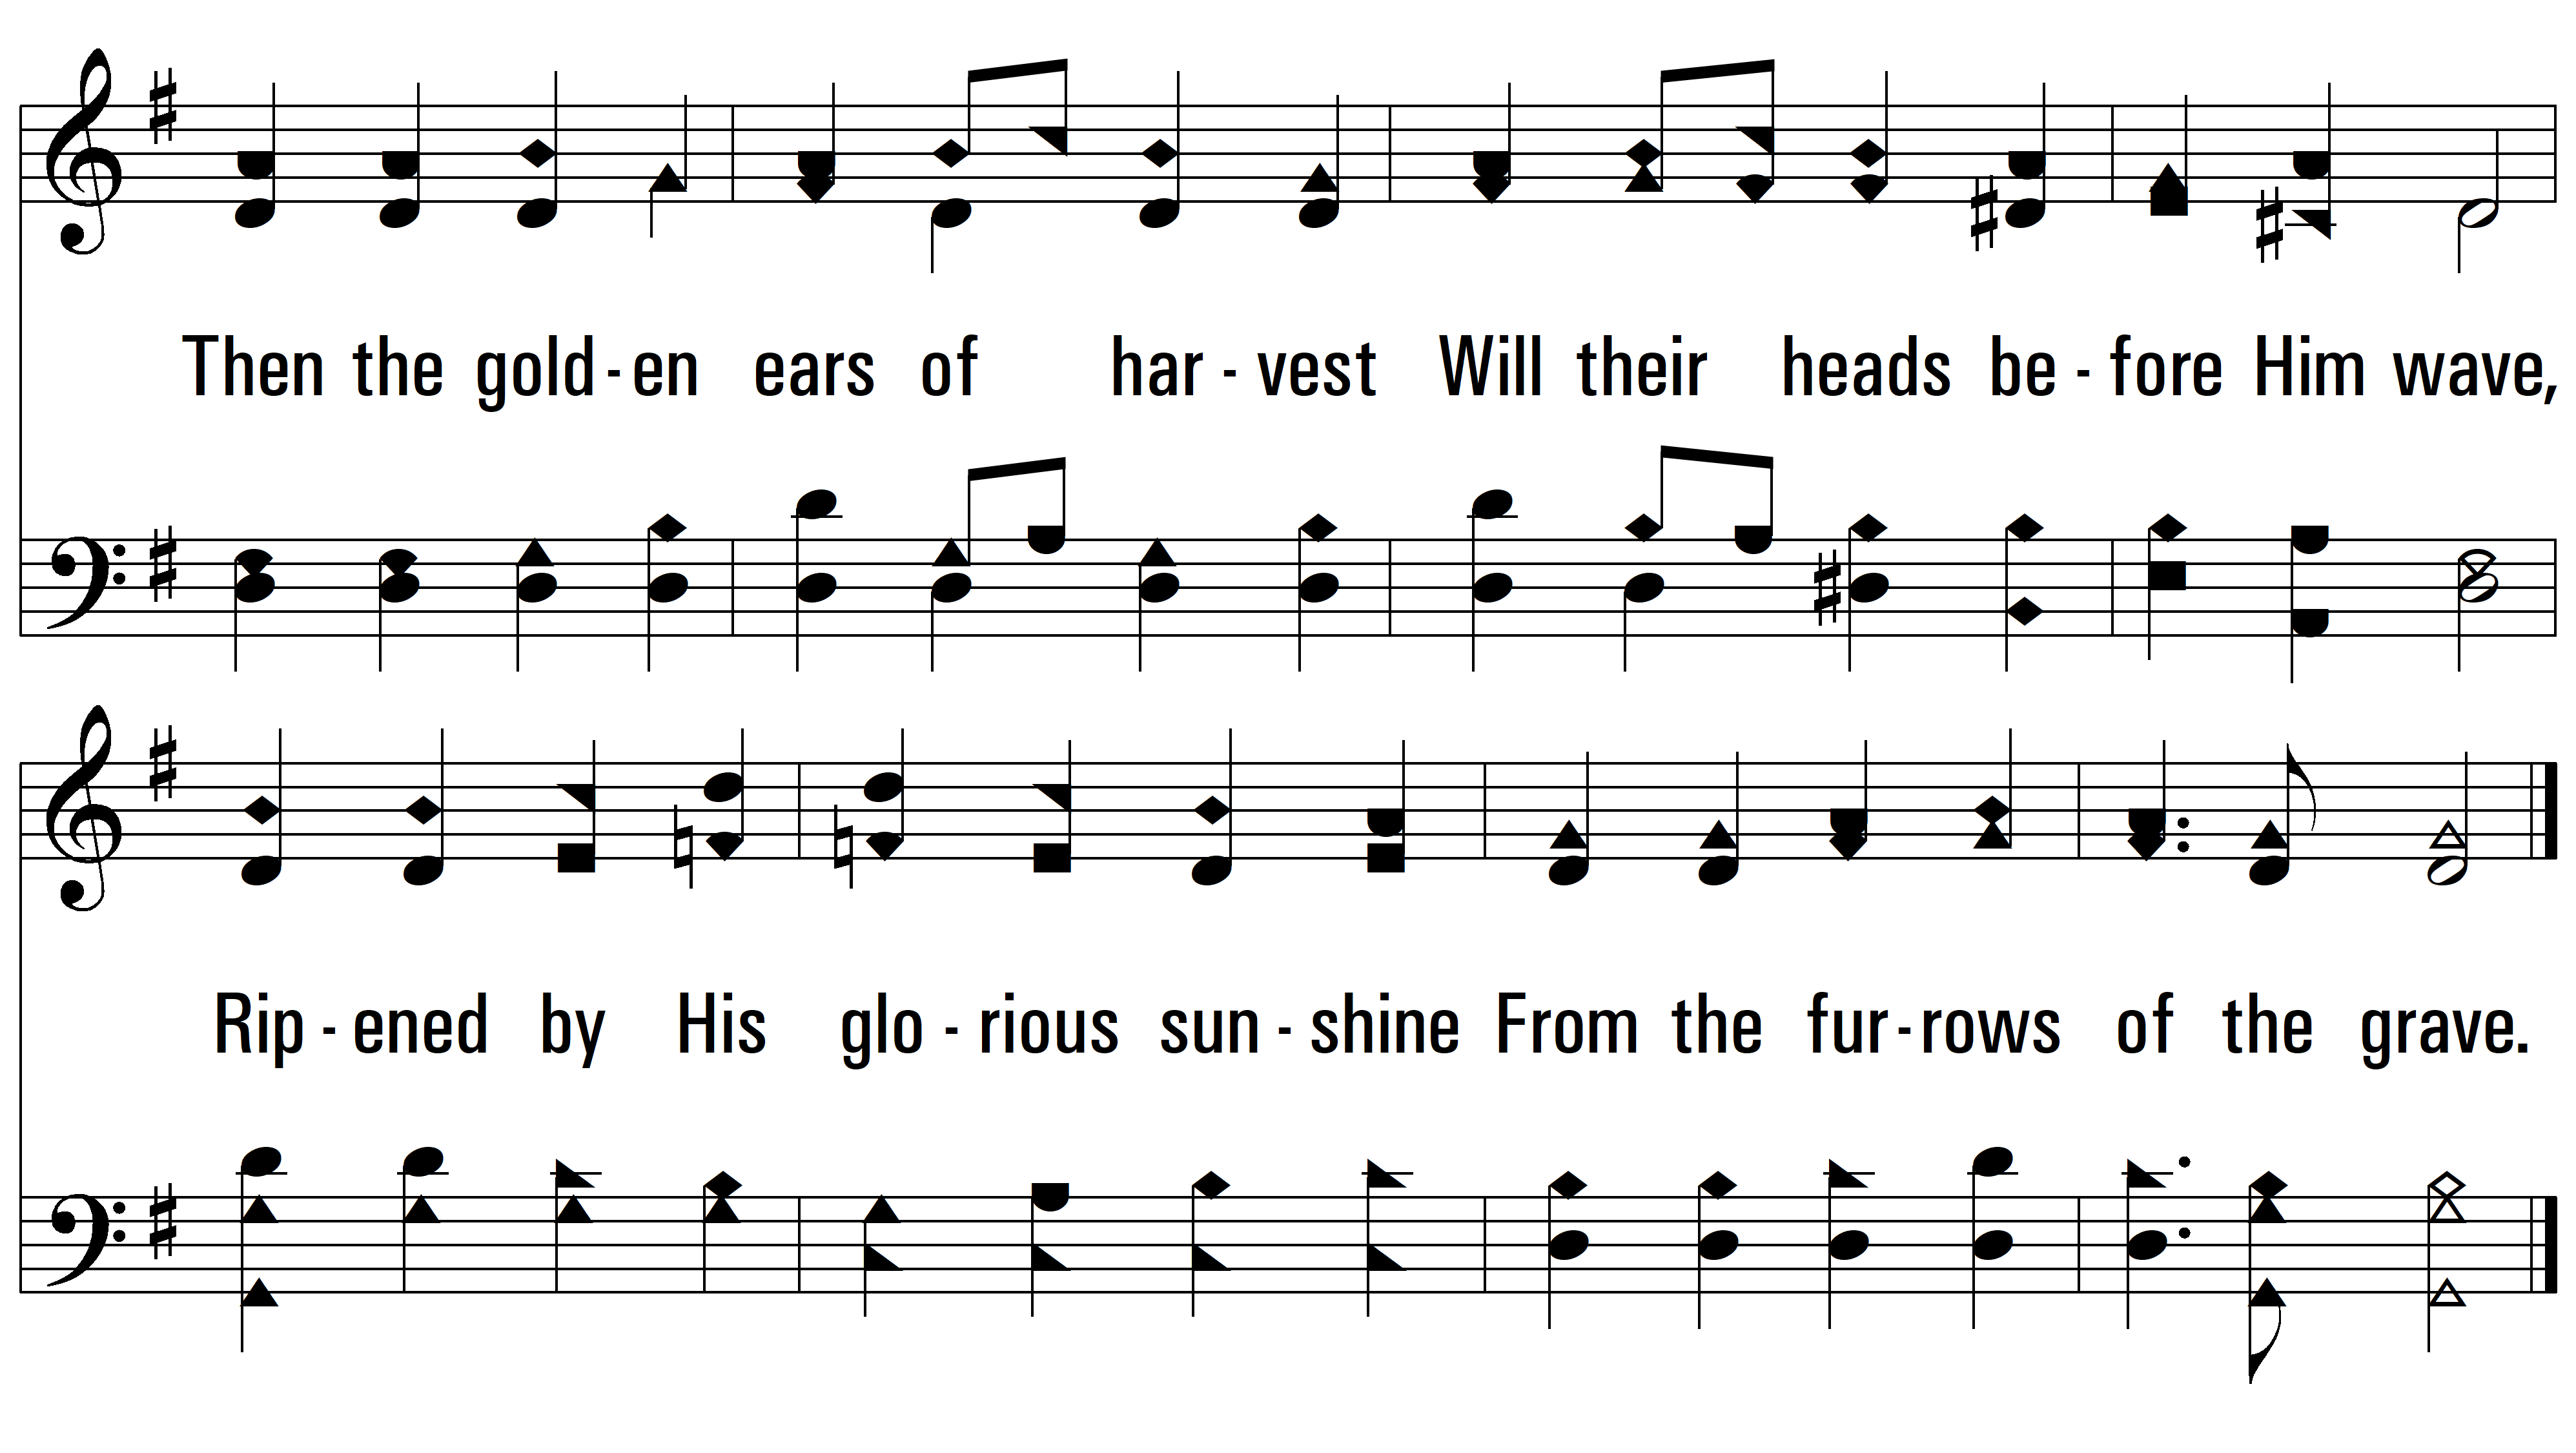 Then the gold-en ears of har-vest Will their heads be-fore Him wave,
Rip-ened by His glo-rious sun-shine From the fur-rows of the grave.